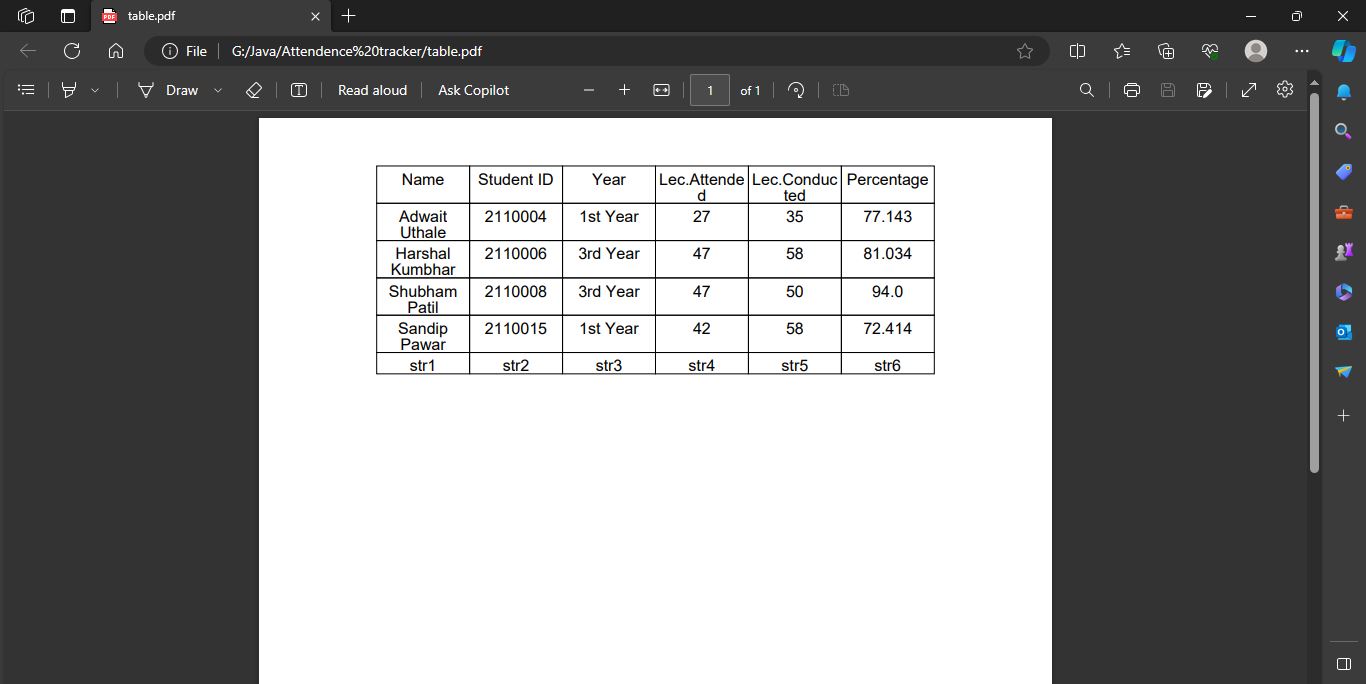 table.pdf
File G:/Java/Attendence%20tracker/table.pdf
Draw Read aloud Ask Copilot 1 of 1
Name Student ID Year Lec.Attende Lec.Conduc Percentage
d ted
Adwait 2110004 1st Year 27 35 77.143
Uthale
Harshal 2110006 3rd Year 47 58 81.034
Kumbhar
Shubham 2110008 3rd Year 47 50 94.0
Patil
Sandip 2110015 1st Year 42 58 72.414
Pawar
str1 str2 str3 str4 str5 str6